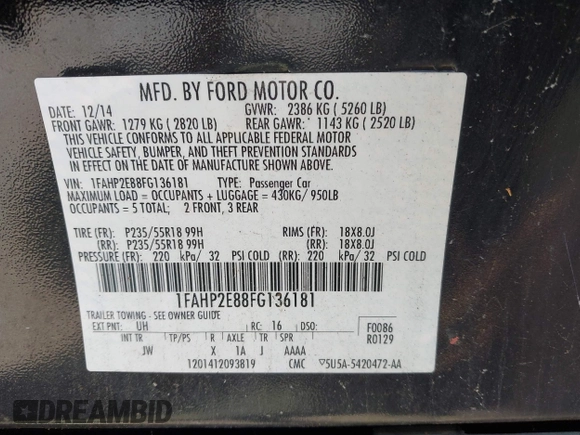 MFD. BY FORD MOTOR CO.
DATE: 12/14 GVWR: 2386 KG ( 5260 LB)
FRONT GAWR: 1279 KG ( 2820 LB) REAR GAWR: 1143 KG ( 2520 LB)
THIS VEHICLE CONFORMS TO ALL APPLICABLE FEDERAL MOTOR
VEHICLE SAFETY, BUMPER, AND THEFT PREVENTION STANDARDS
IN EFFECT ON THE DATE OF MANUFACTURE SHOWN ABOVE.
VIN: 1FAHP2E88FG136181 TYPE: Passenger Car
MAXIMUM LOAD = OCCUPANTS + LUGGAGE = 430KG/ 950LB
OCCUPANTS = 5 TOTAL; 2 FRONT, 3 REAR
TIRE (FR): P235/55R18 99H RIMS (FR): 18X8.0J
(RR): P235/55R18 99H (RR): 18X8.0J
PRESSURE (FR): 220 kPa/ 32 PSI COLD (RR): 220 kPa/ 32 PSI COLD
1FAHP2E88FG136181
TRAILER TOWING - SEE OWNER GUIDE
EXT PNT: UH RC: 16 DSO: F0086
INT TR TP/PS R AXLE TR SPR R0129
JW X 1A J AAAA
1201412093819 CMC 5U5A-5420472-AA
DREAMBID